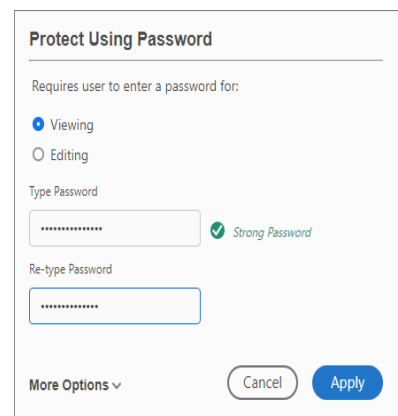 Protect Using Password
Requires user to enter a password for:
Viewing
Editing
Type Password
•••••••••••••••
Strong Password
Re-type Password
••••••••••••••
More Options
Cancel
Apply